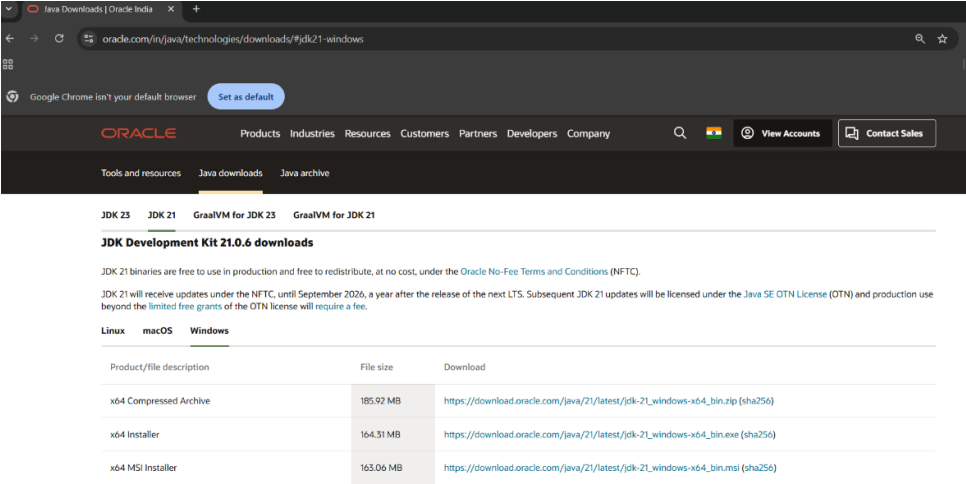 Java Downloads | Oracle India
oracle.com/in/java/technologies/downloads/#jdk21-windows
Google Chrome isn't your default browser Set as default
ORACLE Products Industries Resources Customers Partners Developers Company View Accounts Contact Sales
Tools and resources Java downloads Java archive
JDK 23 JDK 21 GraalVM for JDK 23 GraalVM for JDK 21
JDK Development Kit 21.0.6 downloads
JDK 21 binaries are free to use in production and free to redistribute, at no cost, under the Oracle No-Fee Terms and Conditions (NFTC).
JDK 21 will receive updates under the NFTC, until September 2026, a year after the release of the next LTS. Subsequent JDK 21 updates will be licensed under the Java SE OTN License (OTN) and production use
beyond the limited free grants of the OTN license will require a fee.
Linux macOS Windows
Product/file description File size Download
x64 Compressed Archive 185.92 MB https://download.oracle.com/java/21/latest/jdk-21_windows-x64_bin.zip (sha256)
x64 Installer 164.31 MB https://download.oracle.com/java/21/latest/jdk-21_windows-x64_bin.exe (sha256)
x64 MSI Installer 163.06 MB https://download.oracle.com/java/21/latest/jdk-21_windows-x64_bin.msi (sha256)